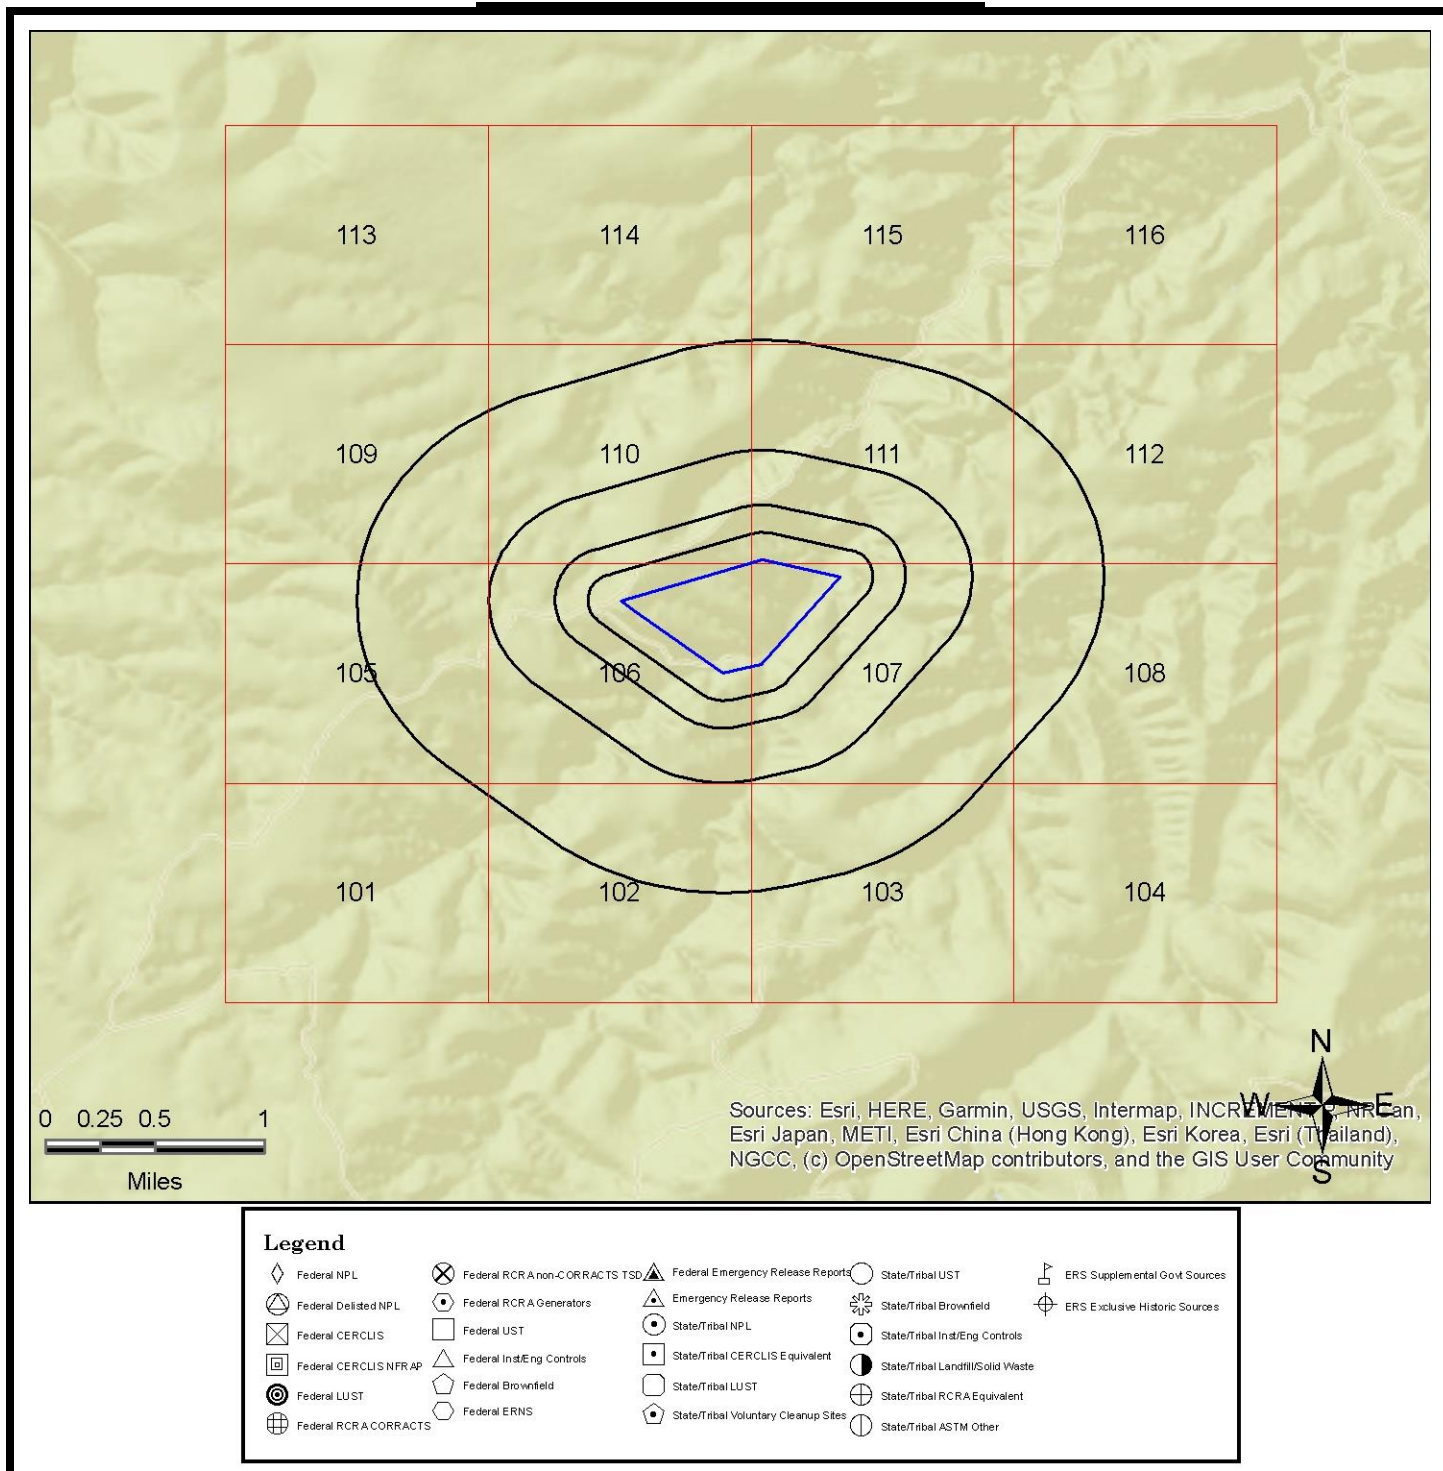 113 114 115 116
109 110 111 112
105 106 107 108
101 102 103 104
N
W E
S
0 0.25 0.5 1
Miles
Sources: Esri, HERE, Garmin, USGS, Intermap, INCREMENT P, NRCan,
Esri Japan, METI, Esri China (Hong Kong), Esri Korea, Esri (Thailand),
NGCC, (c) OpenStreetMap contributors, and the GIS User Community
Legend
Federal NPL
Federal Delisted NPL
Federal CERCLIS
Federal CERCLIS NFRAP
Federal LUST
Federal RCRA CORRACTS
Federal RCRA non-CORRACTS TSD
Federal RCRA Generators
Federal UST
Federal Inst/Eng Controls
Federal Brownfield
Federal ERNS
Federal Emergency Release Reports
Emergency Release Reports
State/Tribal NPL
State/Tribal CERCLIS Equivalent
State/Tribal LUST
State/Tribal Voluntary Cleanup Sites
State/Tribal UST
State/Tribal Brownfield
State/Tribal Inst/Eng Controls
State/Tribal Landfill/Solid Waste
State/Tribal RCRA Equivalent
State/Tribal ASTM Other
ERS Supplemental Govt Sources
ERS Exclusive Historic Sources